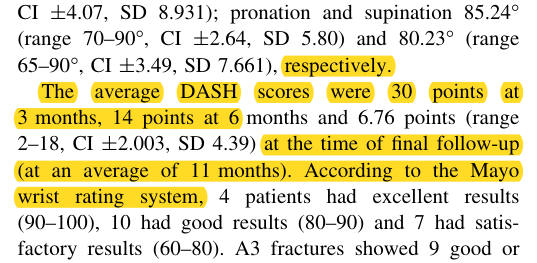 CI ±4.07, SD 8.931); pronation and supination 85.24°
(range 70–90°, CI ±2.64, SD 5.80) and 80.23° (range
65–90°, CI ±3.49, SD 7.661), respectively.
The average DASH scores were 30 points at
3 months, 14 points at 6 months and 6.76 points (range
2–18, CI ±2.003, SD 4.39) at the time of final follow-up
(at an average of 11 months). According to the Mayo
wrist rating system, 4 patients had excellent results
(90–100), 10 had good results (80–90) and 7 had satis-
factory results (60–80). A3 fractures showed 9 good or